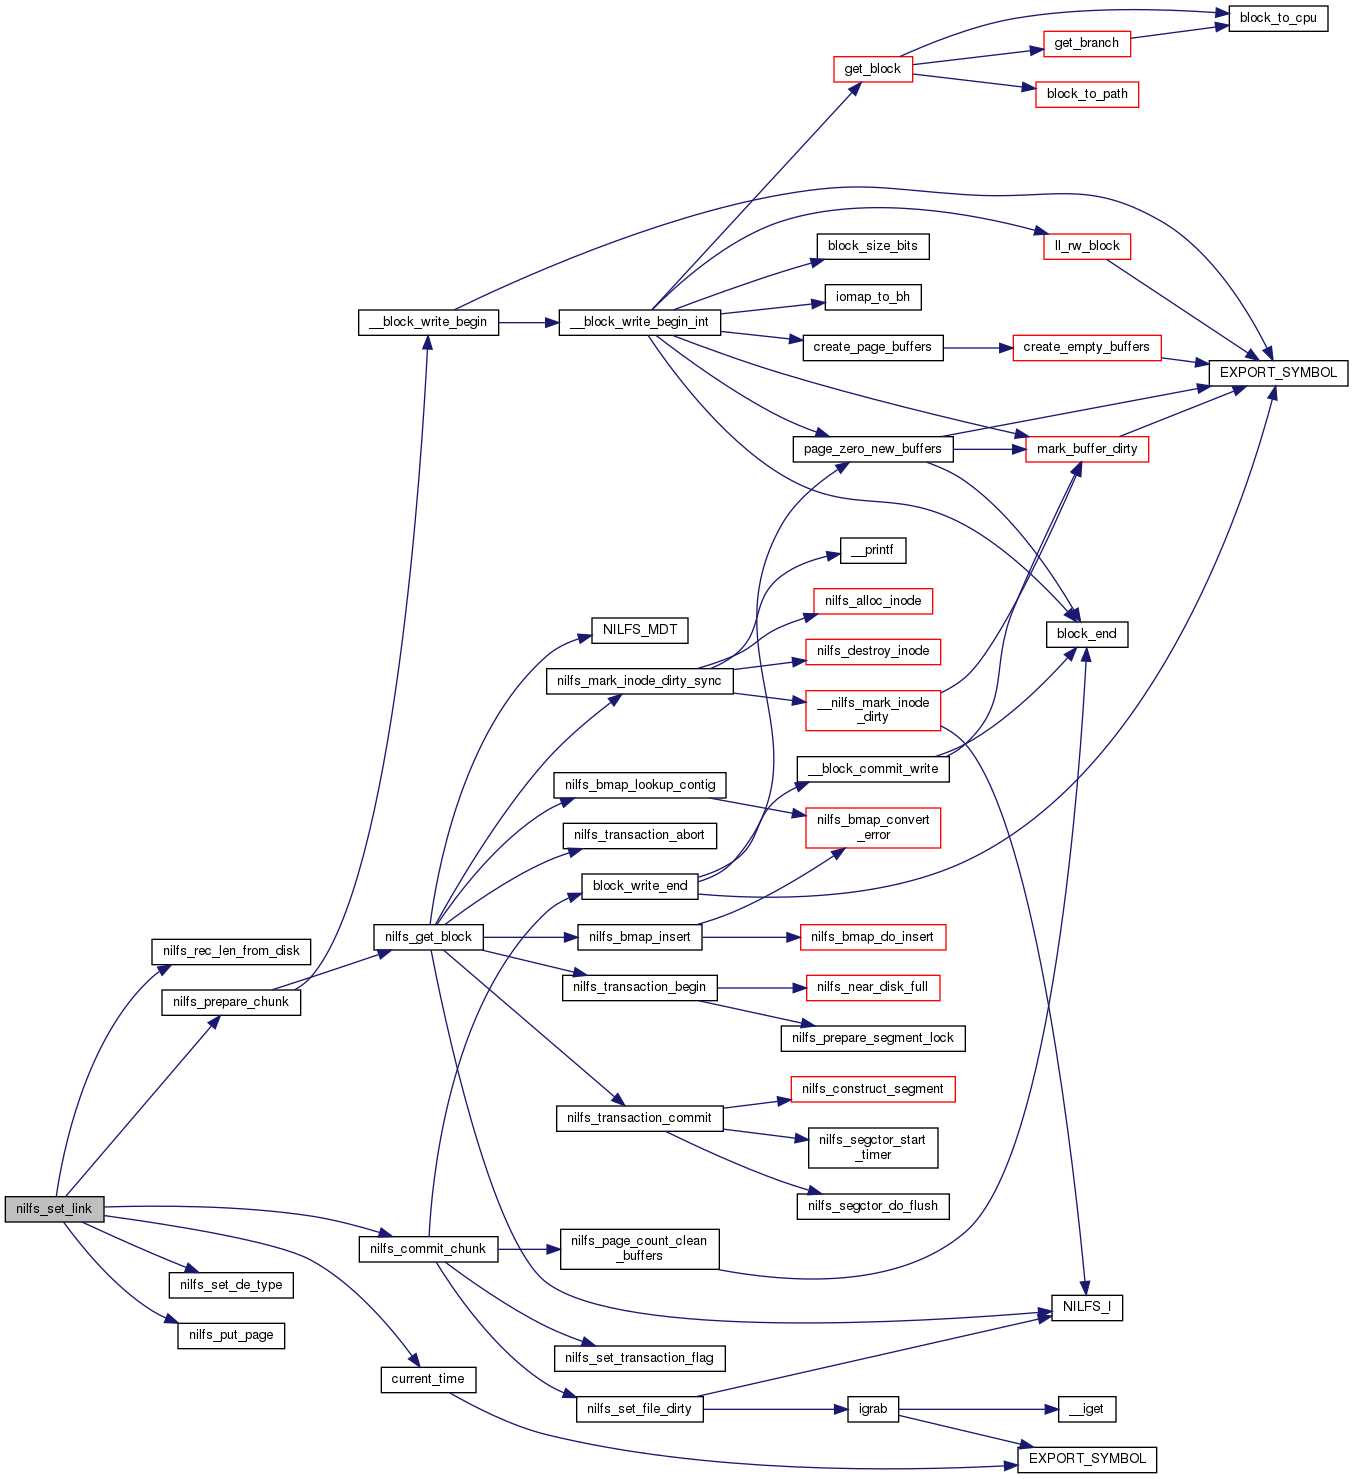 block_to_cpu
get_branch
get_block
block_to_path
ll_rw_block
block_size_bits
iomap_to_bh
__block_write_begin
__block_write_begin_int
create_page_buffers
create_empty_buffers
EXPORT_SYMBOL
page_zero_new_buffers
mark_buffer_dirty
__printf
nilfs_alloc_inode
NILFS_MDT
block_end
nilfs_destroy_inode
nilfs_mark_inode_dirty_sync
__nilfs_mark_inode
_dirty
__block_commit_write
nilfs_bmap_lookup_contig
nilfs_bmap_convert
_error
nilfs_transaction_abort
block_write_end
nilfs_get_block
nilfs_bmap_insert
nilfs_bmap_do_insert
nilfs_rec_len_from_disk
nilfs_transaction_begin
nilfs_near_disk_full
nilfs_prepare_chunk
nilfs_prepare_segment_lock
nilfs_construct_segment
nilfs_transaction_commit
nilfs_segctor_start
_timer
nilfs_set_link
nilfs_segctor_do_flush
nilfs_commit_chunk
nilfs_page_count_clean
_buffers
nilfs_set_de_type
NILFS_I
nilfs_put_page
nilfs_set_transaction_flag
current_time
nilfs_set_file_dirty
igrab
__iget
EXPORT_SYMBOL